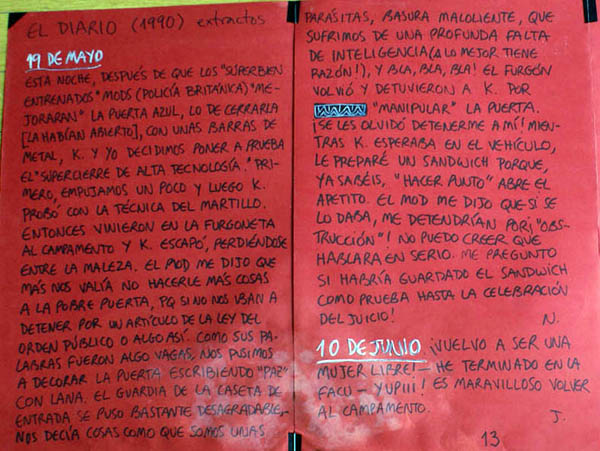 EL DIARIO (1990) extractos
19 DE MAYO
ESTA NOCHE, DESPUÉS DE QUE LOS "SÚPERBIEN
ENTRENADOS" MODS (POLICÍA BRITÁNICA) "ME-
JORARAN" LA PUERTA AZUL, LO DE CERRARLA
[LA HABÍAN ABIERTO], CON UNAS BARRAS DE
METAL, K. Y YO DECIDIMOS PONER A PRUEBA
EL "SUPERCIERRE DE ALTA TECNOLOGÍA." PRI-
MERO, EMPUJAMOS UN POCO Y LUEGO K.
PROBÓ CON LA TÉCNICA DEL MARTILLO.
ENTONCES VINIERON EN LA FURGONETA
AL CAMPAMENTO Y K. ESCAPÓ, PERDIÉNDOSE
ENTRE LA MALEZA. EL MOD ME DIJO QUE
MÁS NOS VALÍA NO HACERLE MÁS COSAS
A LA POBRE PUERTA, PQ SI NO NOS IBAN A
DETENER POR UN ARTÍCULO DE LA LEY DEL
ORDEN PÚBLICO O ALGO ASÍ. COMO SUS PA-
LABRAS FUERON ALGO VAGAS, NOS PUSIMOS
A DECORAR LA PUERTA ESCRIBIENDO "PAZ"
CON LANA. EL GUARDIA DE LA CASETA DE
ENTRADA SE PUSO BASTANTE DESAGRADABLE,
NOS DECÍA COSAS COMO QUE SOMOS UNAS
PARÁSITAS, BASURA MALOLIENTE, QUE
SUFRIMOS DE UNA PROFUNDA FALTA
DE INTELIGENCIA (¡A LO MEJOR TIENE
RAZÓN!), Y BLA, BLA, BLA! EL FURGÓN
VOLVIÓ Y DETUVIERON A K. POR
"MANIPULAR" LA PUERTA.
¡SE LES OLVIDÓ DETENERME A MÍ! MIEN-
TRAS K. ESPERABA EN EL VEHÍCULO,
LE PREPARÉ UN SANDWICH PORQUE,
YA SABÉIS, "HACER PUNTO" ABRE EL
APETITO. EL MOD ME DIJO QUE SI SE
LO DABA, ME DETENDRÍAN POR ¡"OBS-
TRUCCIÓN"! NO PUEDO CREER QUE
HABLARA EN SERIO. ME PREGUNTO
SI HABRÍA GUARDADO EL SANDWICH
COMO PRUEBA HASTA LA CELEBRACIÓN
DEL JUICIO! N.
10 DE JUNIO ¡VUELVO A SER UNA
MUJER LIBRE! — HE TERMINADO EN LA
FACU — YUPIII! ES MARAVILLOSO VOLVER
AL CAMPAMENTO. J.
13